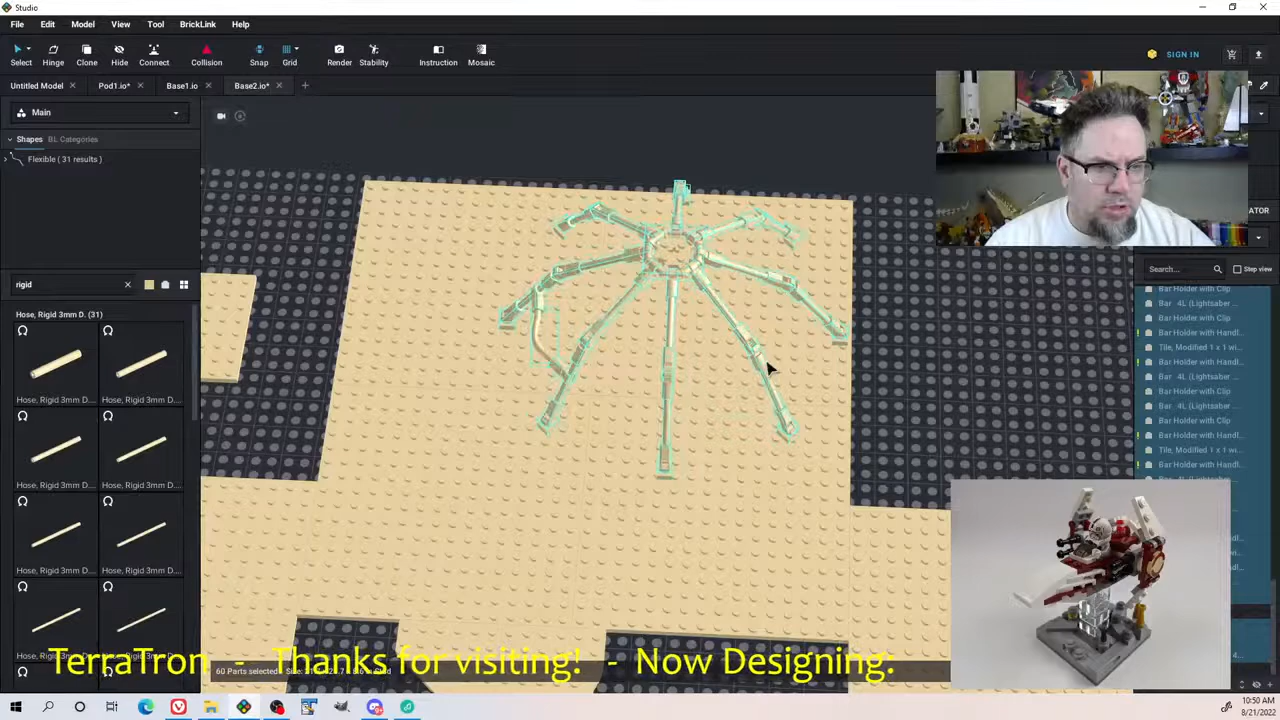 Studio
File Edit Model View Tool BrickLink Help
Select Hinge Clone Hide Connect Collision Snap Grid Render Stability Instruction Mosaic
SIGN IN
Untitled Model Pod1.io* Base1.io Base2.io*
Main
Shapes BL Categories
Flexible ( 31 results )
ATOR
rigid
Search... Step view
Hose, Rigid 3mm D. (31)
Hose, Rigid 3mm D... Hose, Rigid 3mm D...
Hose, Rigid 3mm D... Hose, Rigid 3mm D...
Hose, Rigid 3mm D... Hose, Rigid 3mm D...
Bar Holder with Clip
Bar 4L (Lightsaber ...
Bar Holder with Clip
Bar Holder with Handl...
Tile, Modified 1 x 1 wi...
Bar Holder with Handl...
Bar 4L (Lightsaber ...
Bar Holder with Clip
Bar 4L (Lightsaber ...
Bar Holder with Clip
Bar Holder with Handl...
Tile, Modified 1 x 1 wi...
Bar Holder with Handl...
TerraTron - Thanks for visiting! - Now Designing:
60 Parts selected
10:50 AM
8/21/2022